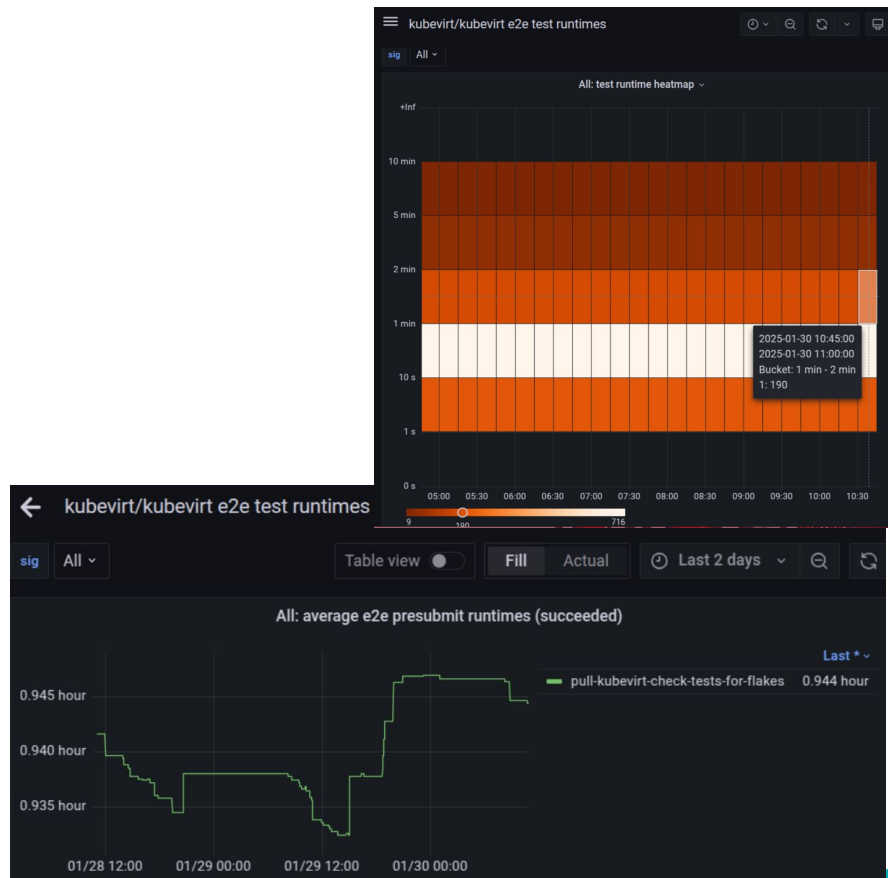 kubevirt/kubevirt e2e test runtimes
sig All
All: test runtime heatmap
+Inf
10 min
5 min
2 min
1 min
10 s
1 s
0 s
2025-01-30 10:45:00
2025-01-30 11:00:00
Bucket: 1 min - 2 min
1: 190
05:00 05:30 06:00 06:30 07:00 07:30 08:00 08:30 09:00 09:30 10:00 10:30
9 190 716
kubevirt/kubevirt e2e test runtimes
sig All Table view Fill Actual Last 2 days
All: average e2e presubmit runtimes (succeeded)
Last *
pull-kubevirt-check-tests-for-flakes 0.944 hour
0.945 hour
0.940 hour
0.935 hour
01/28 12:00 01/29 00:00 01/29 12:00 01/30 00:00